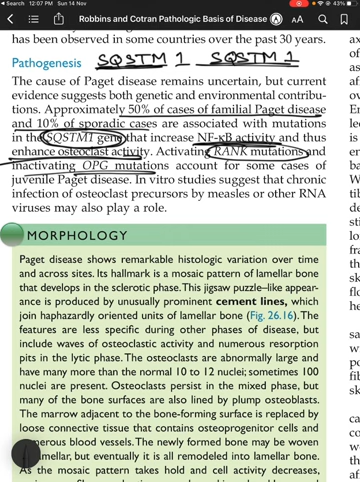 Search 12:07 PM Sun 14 Nov 43%
Robbins and Cotran Pathologic Basis of Disease
AA
has been observed in some countries over the past 30 years.
SQSTM 1 SQSTM 1
Pathogenesis
The cause of Paget disease remains uncertain, but current
evidence suggests both genetic and environmental contribu-
tions. Approximately 50% of cases of familial Paget disease
and 10% of sporadic cases are associated with mutations
in the SQSTM1 gene that increase NF-κB activity and thus
enhance osteoclast activity. Activating RANK mutations and
inactivating OPG mutations account for some cases of
juvenile Paget disease. In vitro studies suggest that chronic
infection of osteoclast precursors by measles or other RNA
viruses may also play a role.
MORPHOLOGY
Paget disease shows remarkable histologic variation over time
and across sites. Its hallmark is a mosaic pattern of lamellar bone
that develops in the sclerotic phase. This jigsaw puzzle–like appear-
ance is produced by unusually prominent cement lines, which
join haphazardly oriented units of lamellar bone (Fig. 26.16). The
features are less specific during other phases of disease, but
include waves of osteoclastic activity and numerous resorption
pits in the lytic phase. The osteoclasts are abnormally large and
have many more than the normal 10 to 12 nuclei; sometimes 100
nuclei are present. Osteoclasts persist in the mixed phase, but
many of the bone surfaces are also lined by plump osteoblasts.
The marrow adjacent to the bone-forming surface is replaced by
loose connective tissue that contains osteoprogenitor cells and
numerous blood vessels. The newly formed bone may be woven
lamellar, but eventually it is all remodeled into lamellar bone.
As the mosaic pattern takes hold and cell activity decreases,